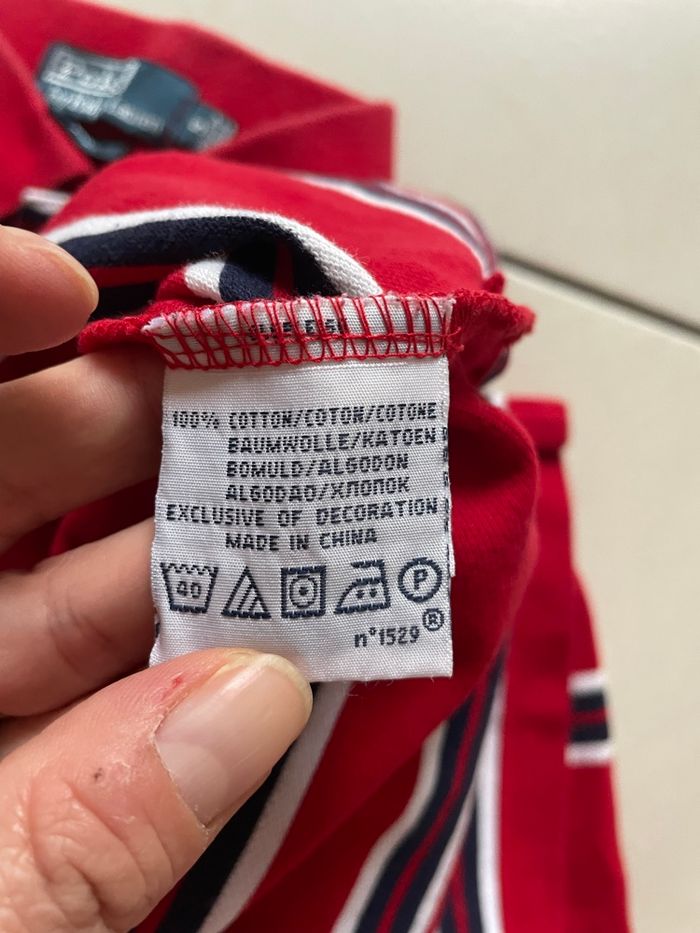 100% COTTON/COTON/COTONE
BAUMWOLLE/KATOEN
BOMULD/ALGODON
ALGODAO/ХЛОПОК
EXCLUSIVE OF DECORATION
MADE IN CHINA
40 P
n°1529 ®